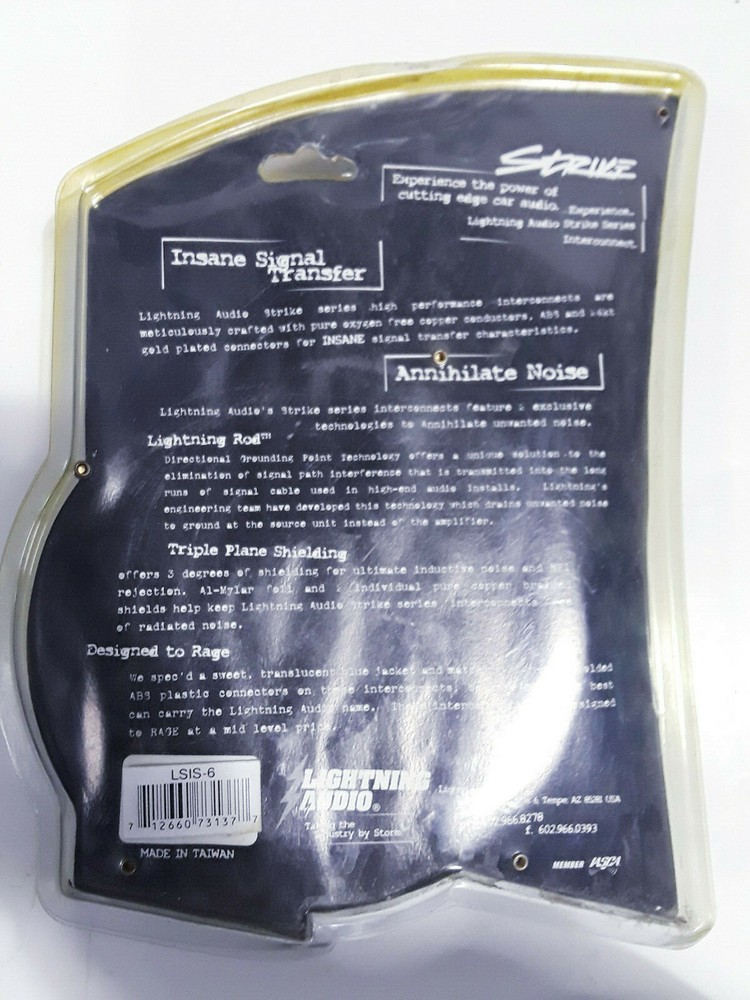 STRIKE
Experience the power of
cutting edge car audio. Experience.
Lightning Audio Strike Series
Interconnect.
Insane Signal
Transfer
Lightning Audio Strike series high performance interconnects are
meticulously crafted with pure oxygen free copper conductors, ABS and 24kt
gold plated connectors for INSANE signal transfer characteristics.
Annihilate Noise
Lightning Audio's Strike series interconnects feature 2 exclusive
technologies to Annihilate unwanted noise.
Lightning Rod™
Directional Grounding Point Technology offers a unique solution to the
elimination of signal path interference that is transmitted into the long
runs of signal cable used in high-end audio installs. Lightning's
engineering team have developed this technology which drains unwanted noise
to ground at the source unit instead of the amplifier.
Triple Plane Shielding
offers 3 degrees of shielding for ultimate inductive noise and
rejection. Al-Mylar foil and 2 individual pure copper
shields help keep Lightning Audio Strike series interconnects
of radiated noise.
Designed to Rage
We spec'd a sweet, translucent blue jacket and
ABS plastic connectors on these interconnects, best
can carry the Lightning Audio name. These
to RAGE at a mid level price.
LSIS-6
7 12660 73137 7
MADE IN TAIWAN
LIGHTNING
AUDIO®
Taking the
Industry by Storm
Tempe AZ 85281 USA
.966.8278
f. 602.966.0393
MEMBER IASCA